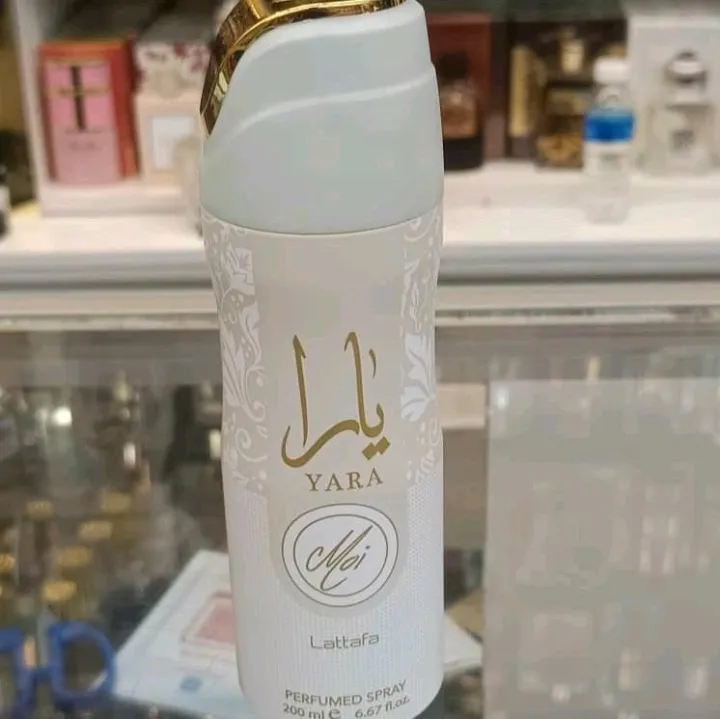 يارا
YARA
Moi
Lattafa
PERFUMED SPRAY
200 ml e 6.67 fl.oz.